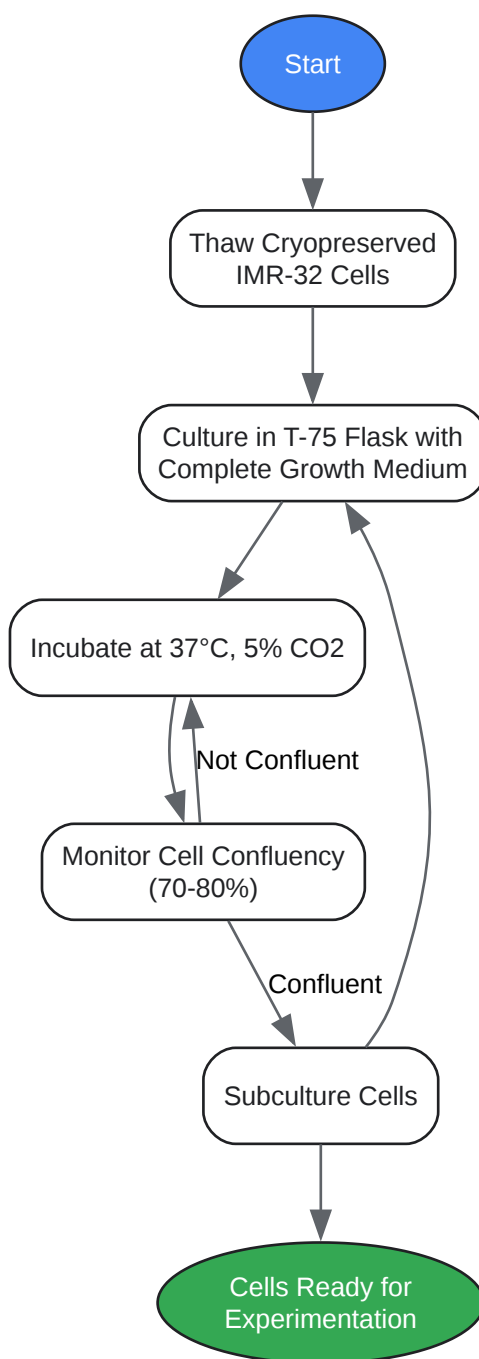 Start
Thaw Cryopreserved
IMR-32 Cells
Culture in T-75 Flask with
Complete Growth Medium
Incubate at 37°C, 5% CO2
Not Confluent
Monitor Cell Confluency
(70-80%)
Confluent
Subculture Cells
Cells Ready for
Experimentation